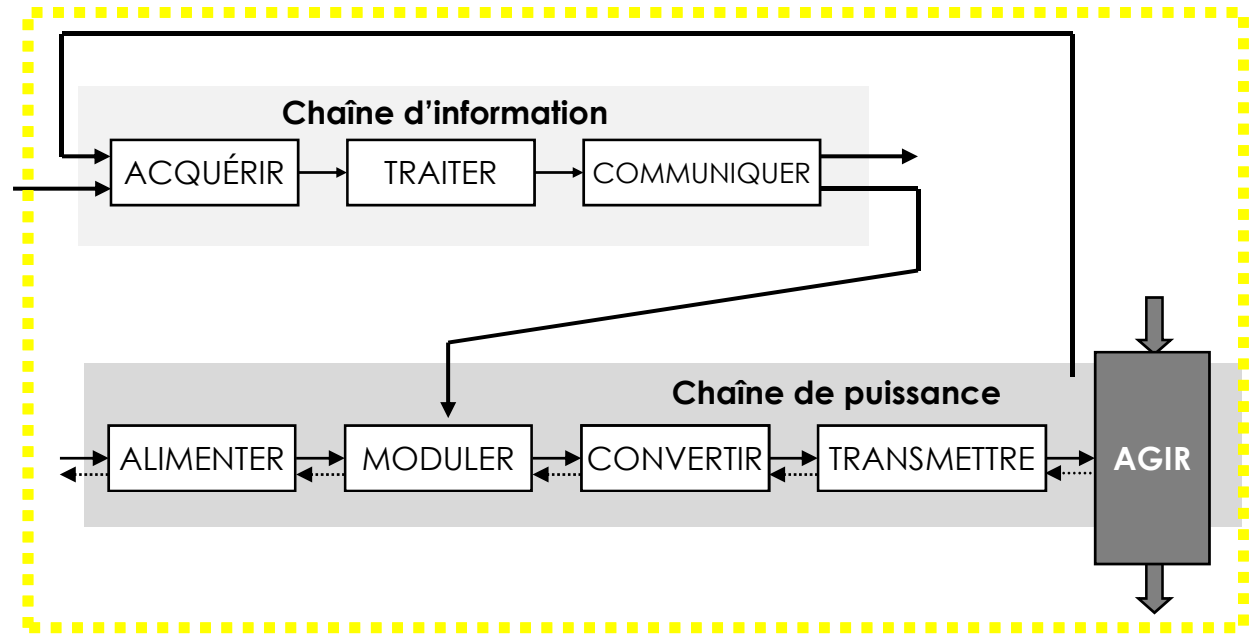 Chaîne d’information
ACQUÉRIR
TRAITER
COMMUNIQUER
Chaîne de puissance
ALIMENTER
MODULER
CONVERTIR
TRANSMETTRE
AGIR